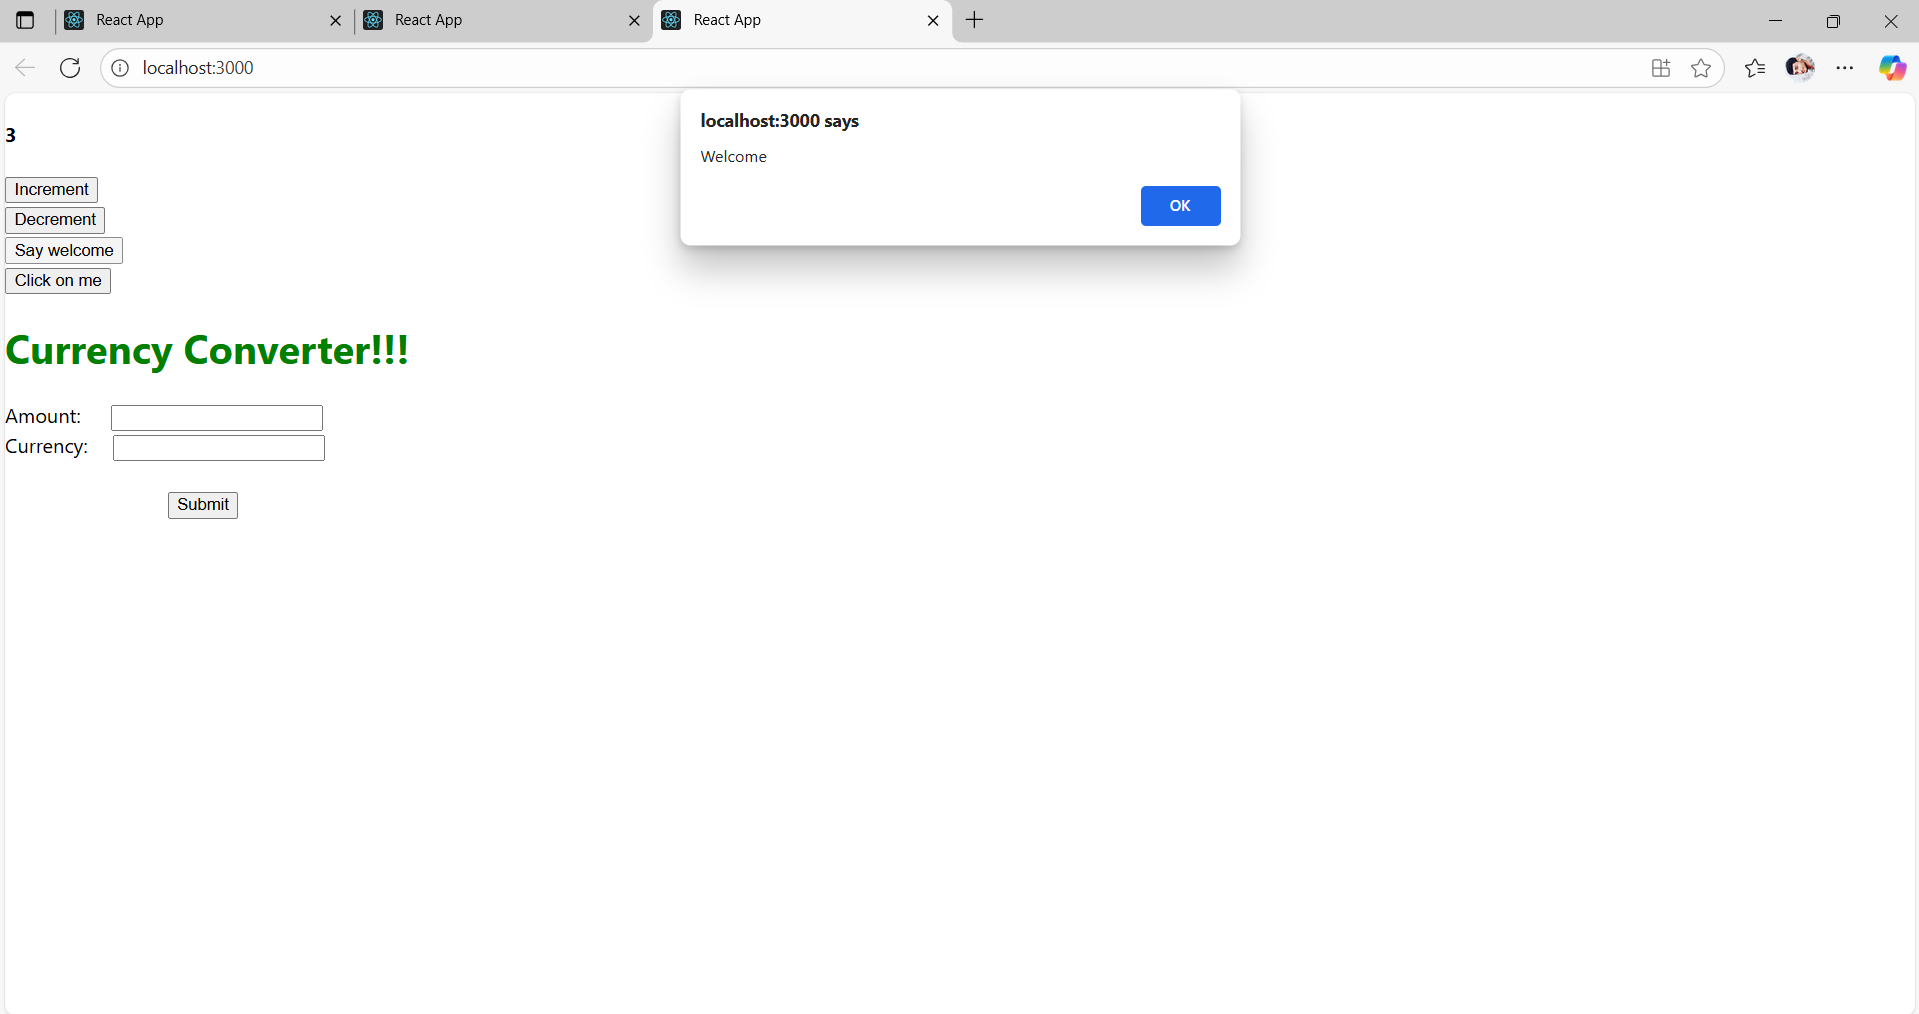 React App
React App
React App
localhost:3000
localhost:3000 says
Welcome
OK
3
Increment
Decrement
Say welcome
Click on me
Currency Converter!!!
Amount:
Currency:
Submit